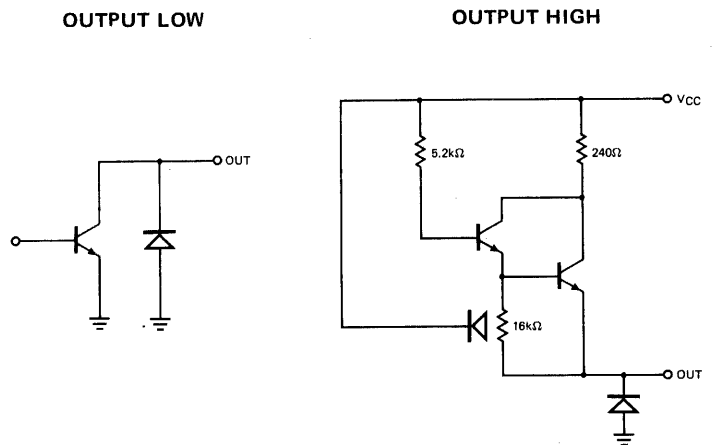 OUTPUT LOW
OUTPUT HIGH
VCC
5.2kΩ
240Ω
OUT
16kΩ
OUT